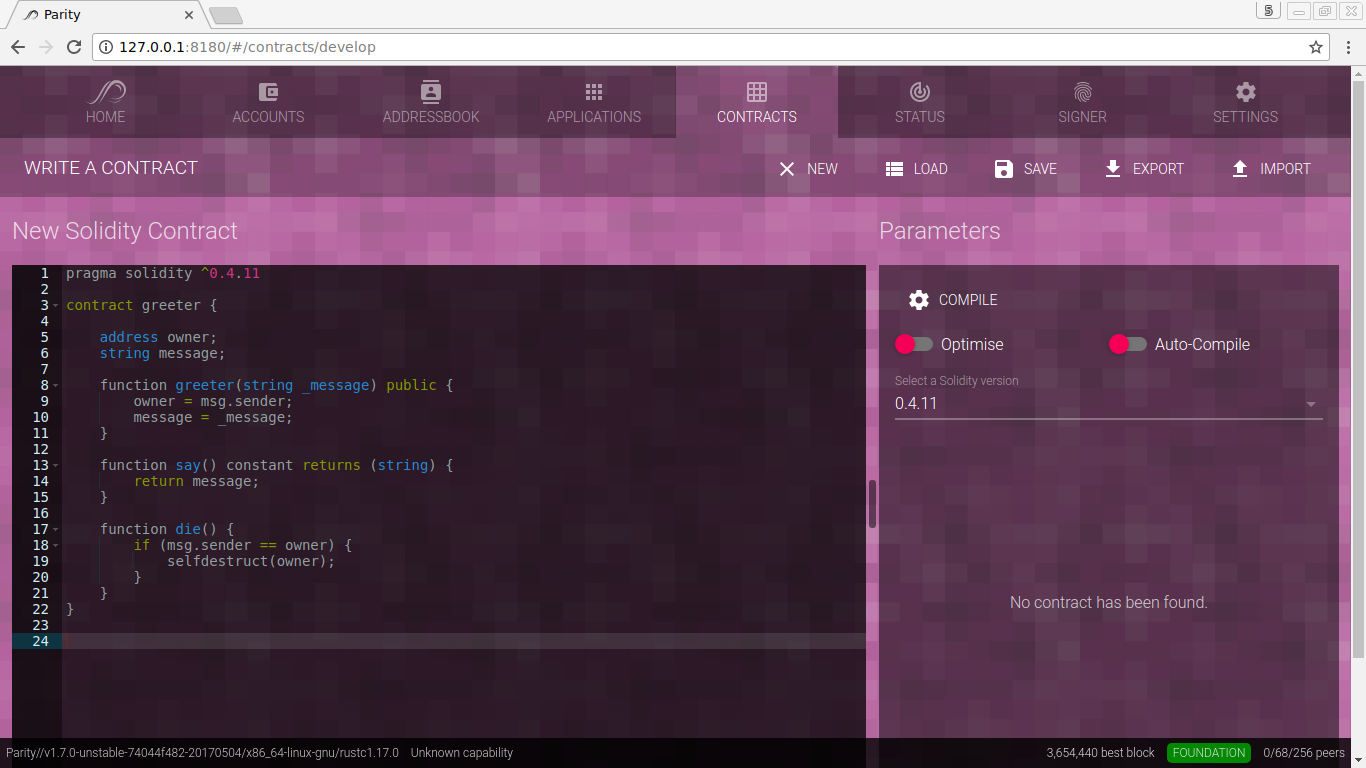 Parity
5
127.0.0.1:8180/#/contracts/develop
HOME
ACCOUNTS
ADDRESSBOOK
APPLICATIONS
CONTRACTS
STATUS
SIGNER
SETTINGS
WRITE A CONTRACT
NEW
LOAD
SAVE
EXPORT
IMPORT
New Solidity Contract
1 pragma solidity ^0.4.11
2
3 contract greeter {
4
5     address owner;
6     string message;
7
8     function greeter(string _message) public {
9         owner = msg.sender;
10         message = _message;
11     }
12
13     function say() constant returns (string) {
14         return message;
15     }
16
17     function die() {
18         if (msg.sender == owner) {
19             selfdestruct(owner);
20         }
21     }
22 }
23
24
Parameters
COMPILE
Optimise
Auto-Compile
Select a Solidity version
0.4.11
No contract has been found.
Parity//v1.7.0-unstable-74044f482-20170504/x86_64-linux-gnu/rustc1.17.0
Unknown capability
3,654,440 best block
FOUNDATION
0/68/256 peers